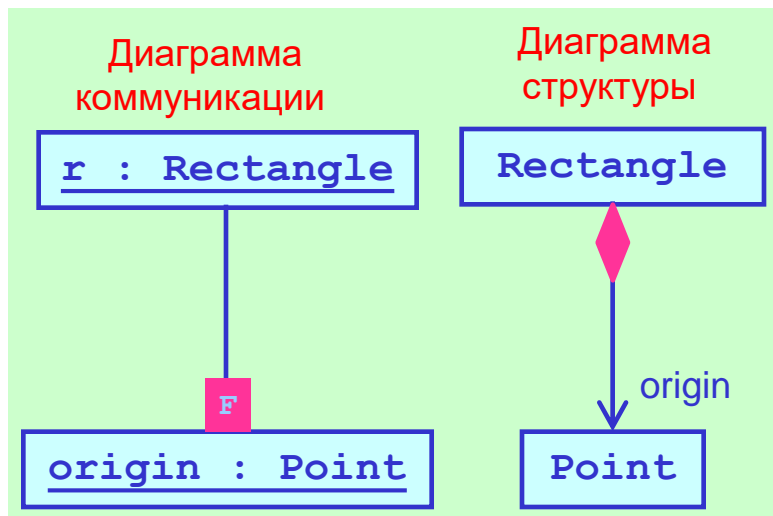 Диаграмма
коммуникации
r : Rectangle
F
origin : Point
Диаграмма
структуры
Rectangle
origin
Point